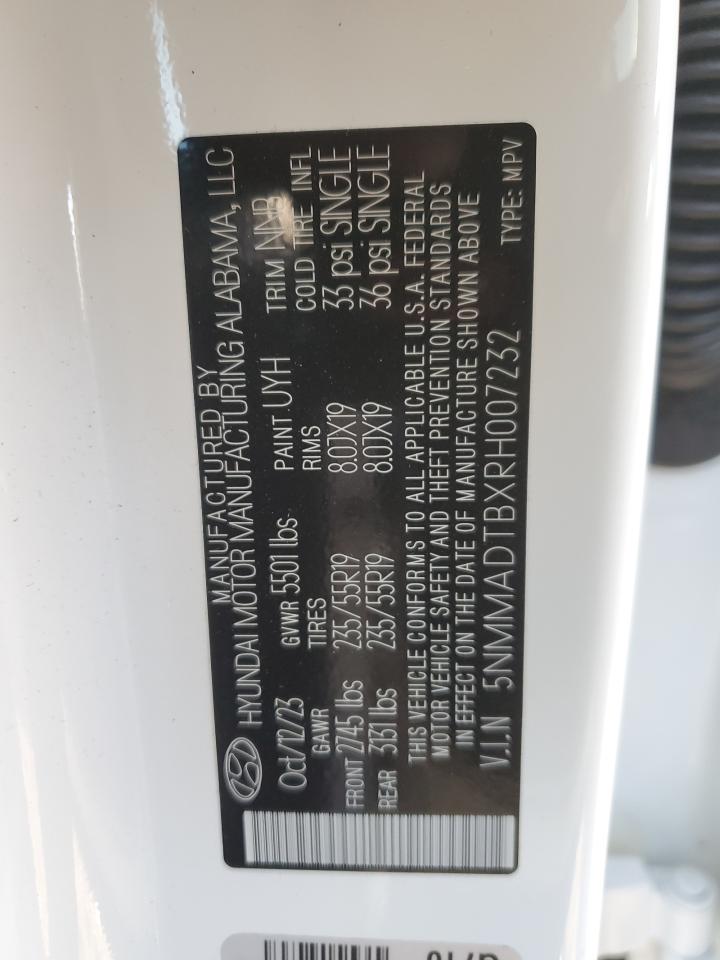 MANUFACTURED BY
HYUNDAI MOTOR MANUFACTURING ALABAMA, LLC
Oct/12/23 GVWR 5501 lbs PAINT UYH TRIM NNB
GAWR TIRES RIMS COLD TIRE INFL
FRONT 2745 lbs 235/55R19 8.0JX19 33 psi SINGLE
REAR 3131 lbs 235/55R19 8.0JX19 36 psi SINGLE
THIS VEHICLE CONFORMS TO ALL APPLICABLE U.S.A. FEDERAL
MOTOR VEHICLE SAFETY AND THEFT PREVENTION STANDARDS
IN EFFECT ON THE DATE OF MANUFACTURE SHOWN ABOVE
V.I.N 5NMMADTBXRH007232 TYPE: MPV